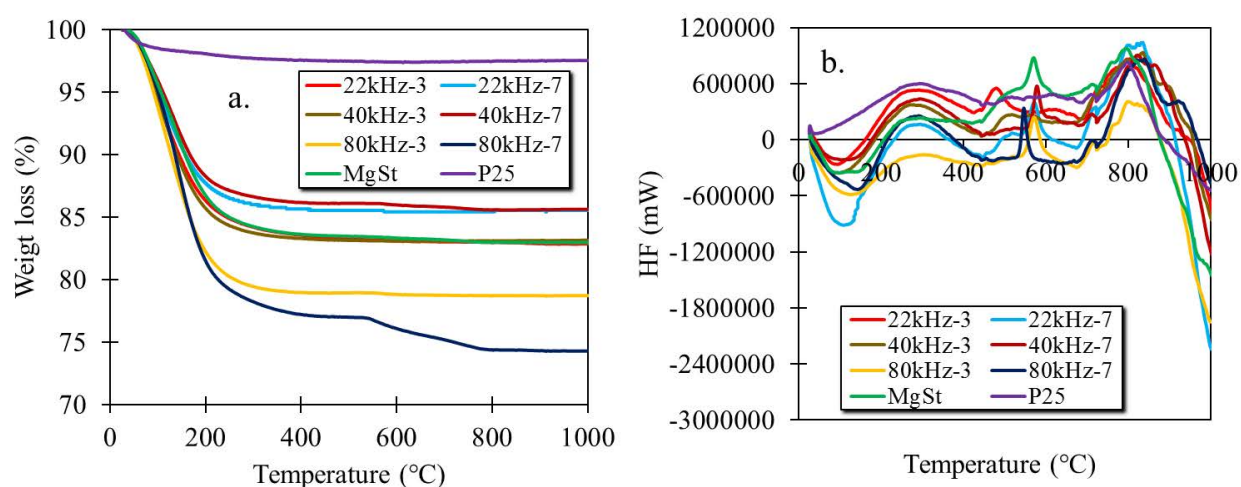 a.
100
95
90
85
80
75
70
Weigt loss (%)
22kHz-3 22kHz-7
40kHz-3 40kHz-7
80kHz-3 80kHz-7
MgSt P25
0 200 400 600 800 1000
Temperature (°C)
b.
1200000
600000
0
-600000
-1200000
-1800000
-2400000
-3000000
HF (mW)
0 200 400 600 800 1000
22kHz-3 22kHz-7
40kHz-3 40kHz-7
80kHz-3 80kHz-7
MgSt P25
Temperature (°C)